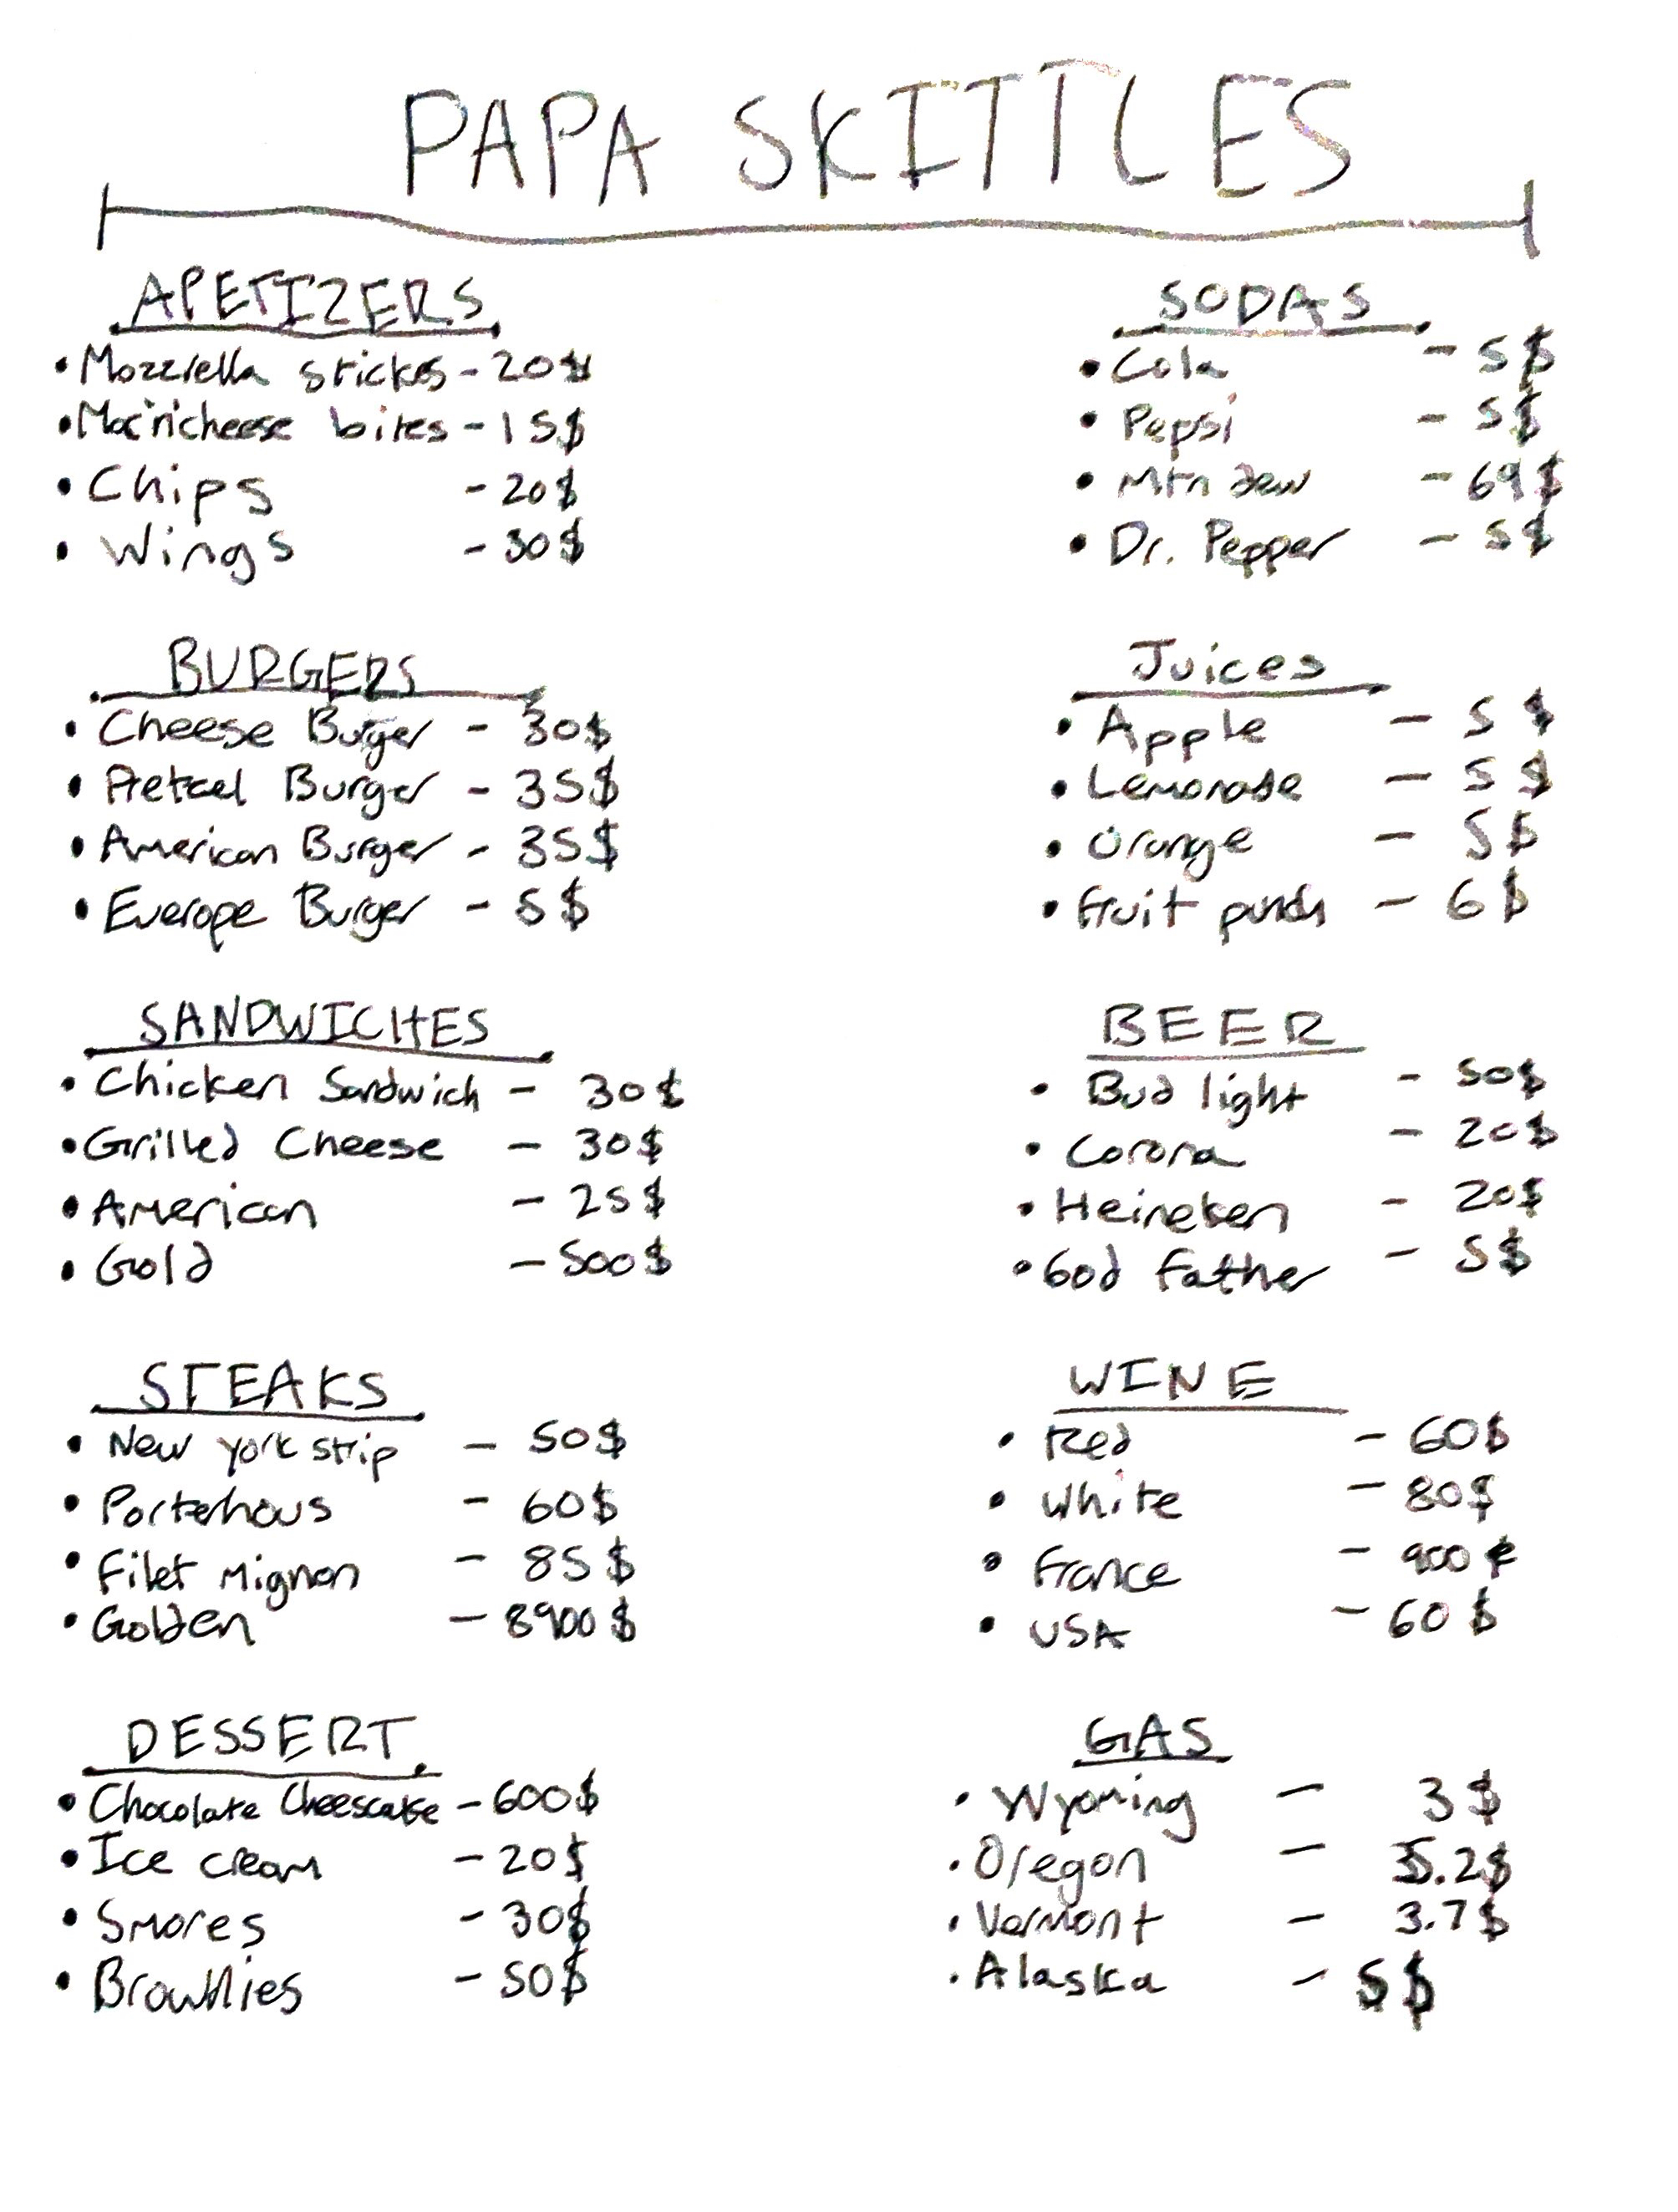 PAPA SKITTLES
APETIZERS
• Mozzrella stickes - 20$
• Mac'n'cheese bites - 15$
• Chips - 20$
• Wings - 30$
BURGERS
• Cheese Burger - 30$
• Pretzel Burger - 35$
• American Burger - 35$
• Euerope Burger - 5$
SANDWICHES
• Chicken Sandwich - 30$
• Grilled Cheese - 30$
• American - 25$
• Gold - 500$
STEAKS
• New york strip - 50$
• Porterhous - 60$
• Filet Mignon - 85$
• Golden - 8900$
DESSERT
• Chocolate Cheescake - 600$
• Ice cream - 20$
• Smores - 30$
• Brownies - 50$
SODAS
• Cola - 5$
• Pepsi - 5$
• Mtn dew - 69$
• Dr. Pepper - 5$
Juices
• Apple - 5$
• Lemonade - 5$
• Orange - 5$
• Fruit punch - 6$
BEER
• Bud light - 50$
• Corona - 20$
• Heineken - 20$
• God Father - 5$
WINE
• Red - 60$
• White - 80$
• France - 900$
• USA - 60$
GAS
• Wyoming - 3$
• Oregon - 5.2$
• Vermont - 3.7$
• Alaska - 5$